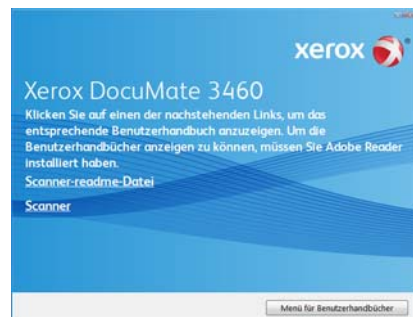 xerox
Xerox DocuMate 3460
Klicken Sie auf einen der nachstehenden Links, um das
entsprechende Benutzerhandbuch anzuzeigen. Um die
Benutzerhandbücher anzeigen zu können, müssen Sie Adobe Reader
installiert haben.
Scanner-readme-Datei
Scanner
Menü für Benutzerhandbücher